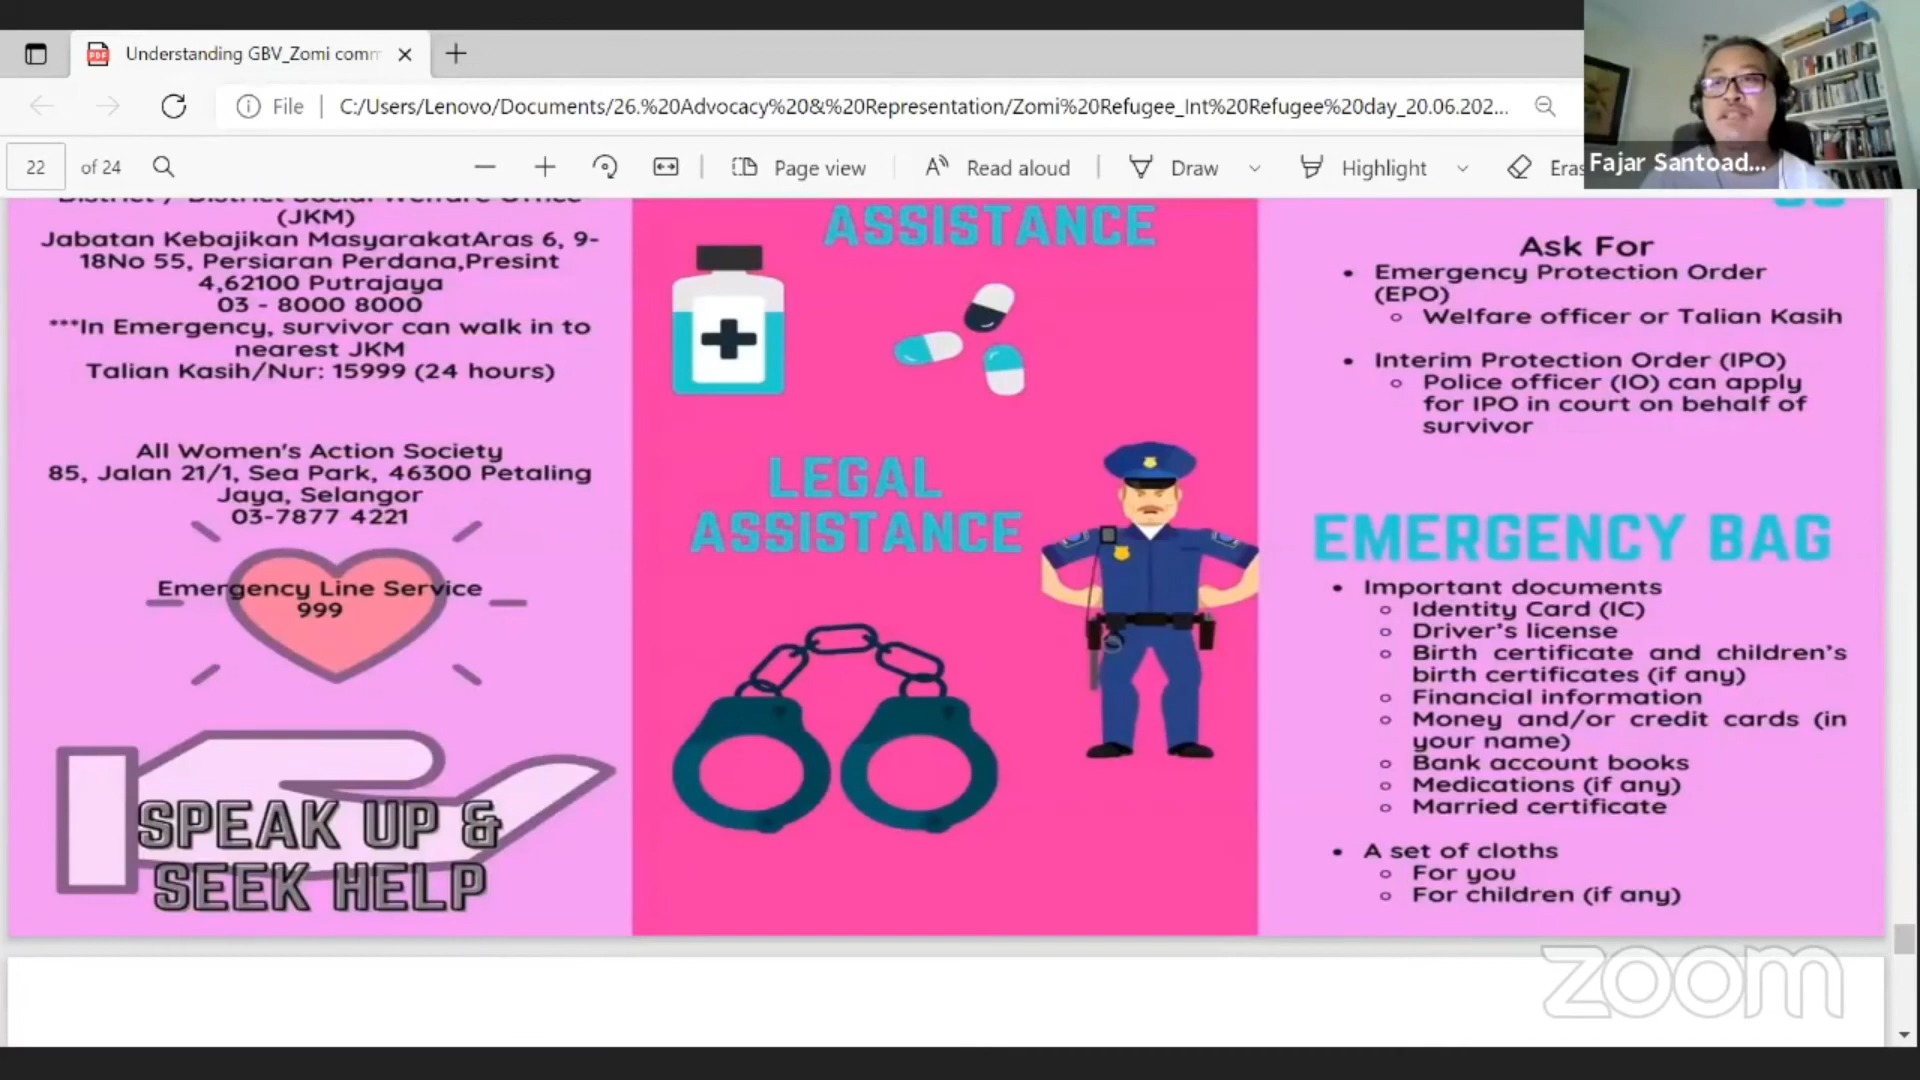 Understanding GBV_Zomi comm
File
C:/Users/Lenovo/Documents/26.%20Advocacy%20&%20Representation/Zomi%20Refugee_Int%20Refugee%20day_20.06.202...
22 of 24
Page view
Read aloud
Draw
Highlight
Eras
Fajar Santoad...
District / District Social Welfare Office
(JKM)
Jabatan Kebajikan MasyarakatAras 6, 9-
18No 55, Persiaran Perdana,Presint
4,62100 Putrajaya
03 - 8000 8000
***In Emergency, survivor can walk in to
nearest JKM
Talian Kasih/Nur: 15999 (24 hours)
All Women's Action Society
85, Jalan 21/1, Sea Park, 46300 Petaling
Jaya, Selangor
03-7877 4221
Emergency Line Service
999
SPEAK UP &
SEEK HELP
ASSISTANCE
LEGAL
ASSISTANCE
Ask For
• Emergency Protection Order
(EPO)
Welfare officer or Talian Kasih
• Interim Protection Order (IPO)
Police officer (IO) can apply
for IPO in court on behalf of
survivor
EMERGENCY BAG
• Important documents
Identity Card (IC)
Driver's license
Birth certificate and children's
birth certificates (if any)
Financial information
Money and/or credit cards (in
your name)
Bank account books
Medications (if any)
Married certificate
• A set of cloths
For you
For children (if any)
zoom